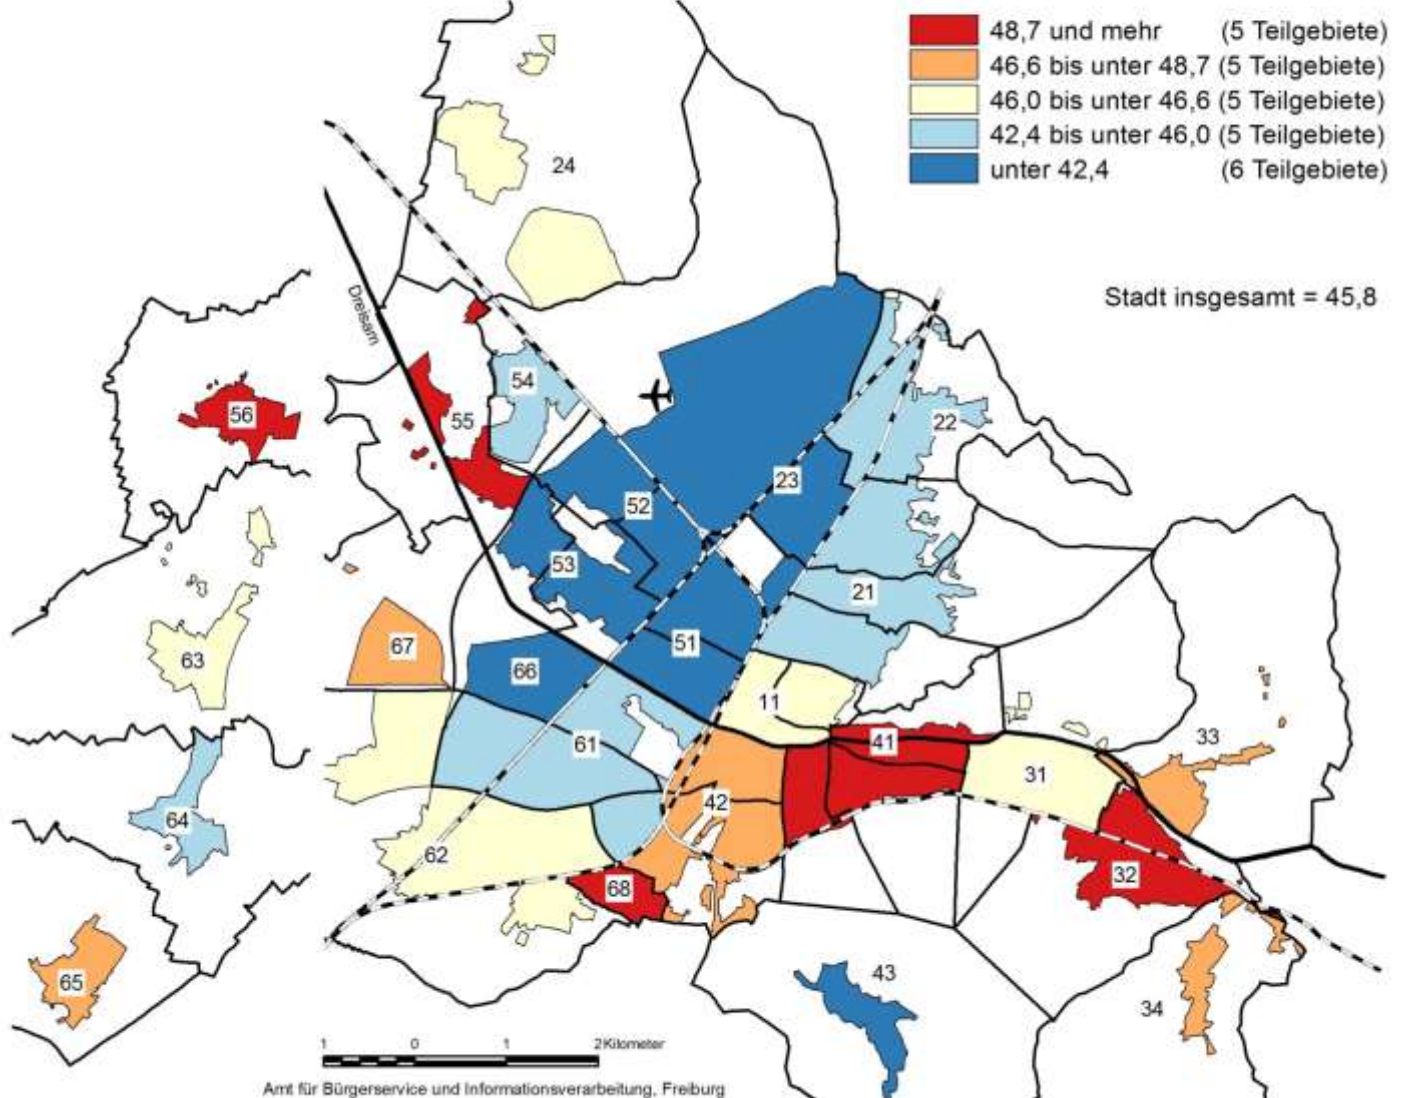 48,7 und mehr (5 Teilgebiete)
46,6 bis unter 48,7 (5 Teilgebiete)
46,0 bis unter 46,6 (5 Teilgebiete)
42,4 bis unter 46,0 (5 Teilgebiete)
unter 42,4 (6 Teilgebiete)
Stadt insgesamt = 45,8
24
Dreisam
54
56
55
22
23
52
53
21
51
67
63
66
11
61
41
33
31
42
64
62
32
68
65
43
34
1 0 1 2 Kilometer
Amt für Bürgerservice und Informationsverarbeitung, Freiburg